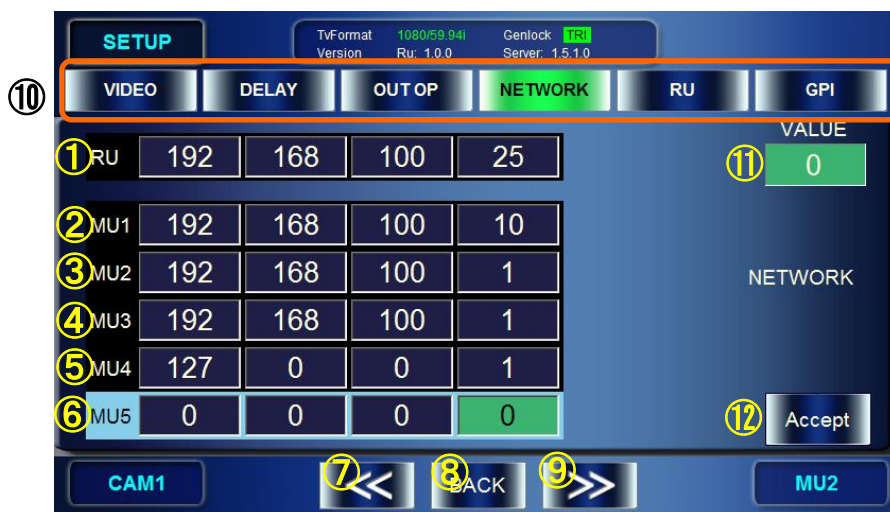 SETUP
TvFormat 1080/59.94i Genlock TRI
Version Ru: 1.0.0 Server: 1.5.1.0
⑩ VIDEO DELAY OUT OP NETWORK RU GPI
VALUE
① RU 192 168 100 25 ⑪ 0
② MU1 192 168 100 10
③ MU2 192 168 100 1 NETWORK
④ MU3 192 168 100 1
⑤ MU4 127 0 0 1
⑥ MU5 0 0 0 0 ⑫ Accept
CAM1 ⑦ << ⑧ BACK ⑨ >> MU2